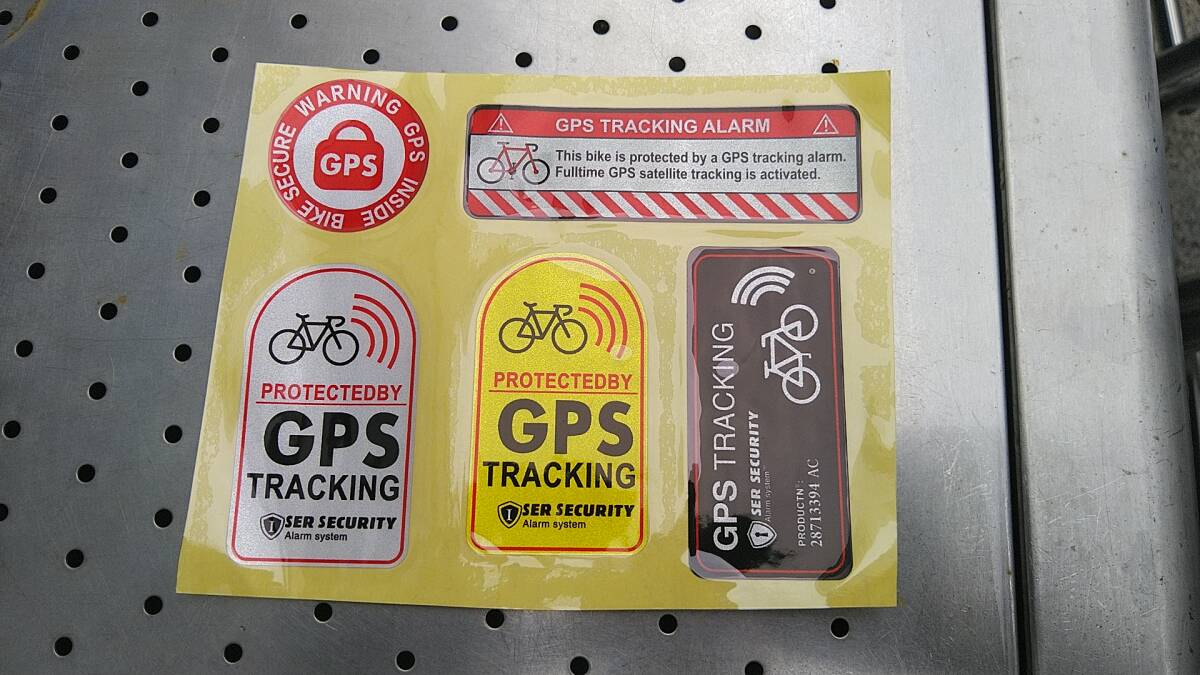 WARNING GPS INSIDE BIKE SECURE
GPS
GPS TRACKING ALARM
This bike is protected by a GPS tracking alarm.
Fulltime GPS satellite tracking is activated.
PROTECTEDBY
GPS
TRACKING
SER SECURITY
Alarm system
PROTECTEDBY
GPS
TRACKING
SER SECURITY
Alarm system
GPS TRACKING
SER SECURITY
Alarm system™
PRODUCTN°:
28713394 AC